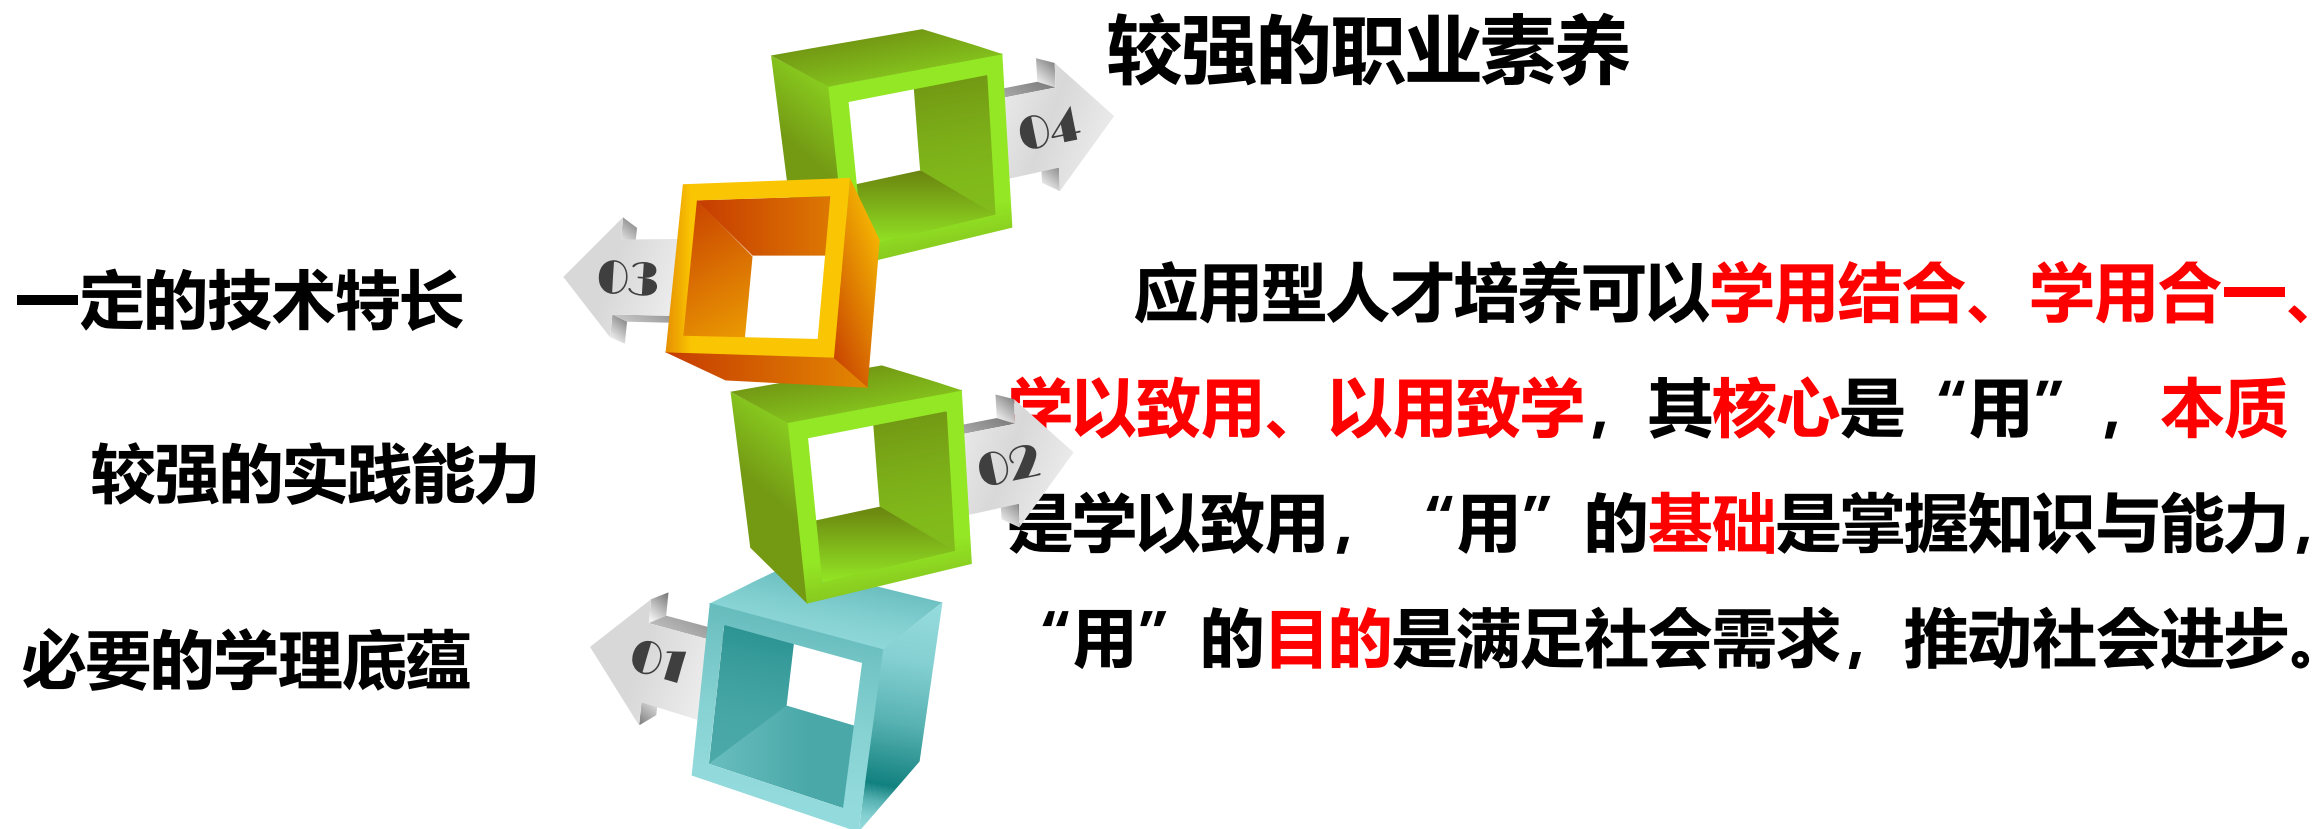 较强的职业素养
04
03
一定的技术特长
应用型人才培养可以学用结合、学用合一、
学以致用、以用致学，其核心是“用”，本质
是学以致用，“用”的基础是掌握知识与能力，
“用”的目的是满足社会需求，推动社会进步。
02
较强的实践能力
01
必要的学理底蕴